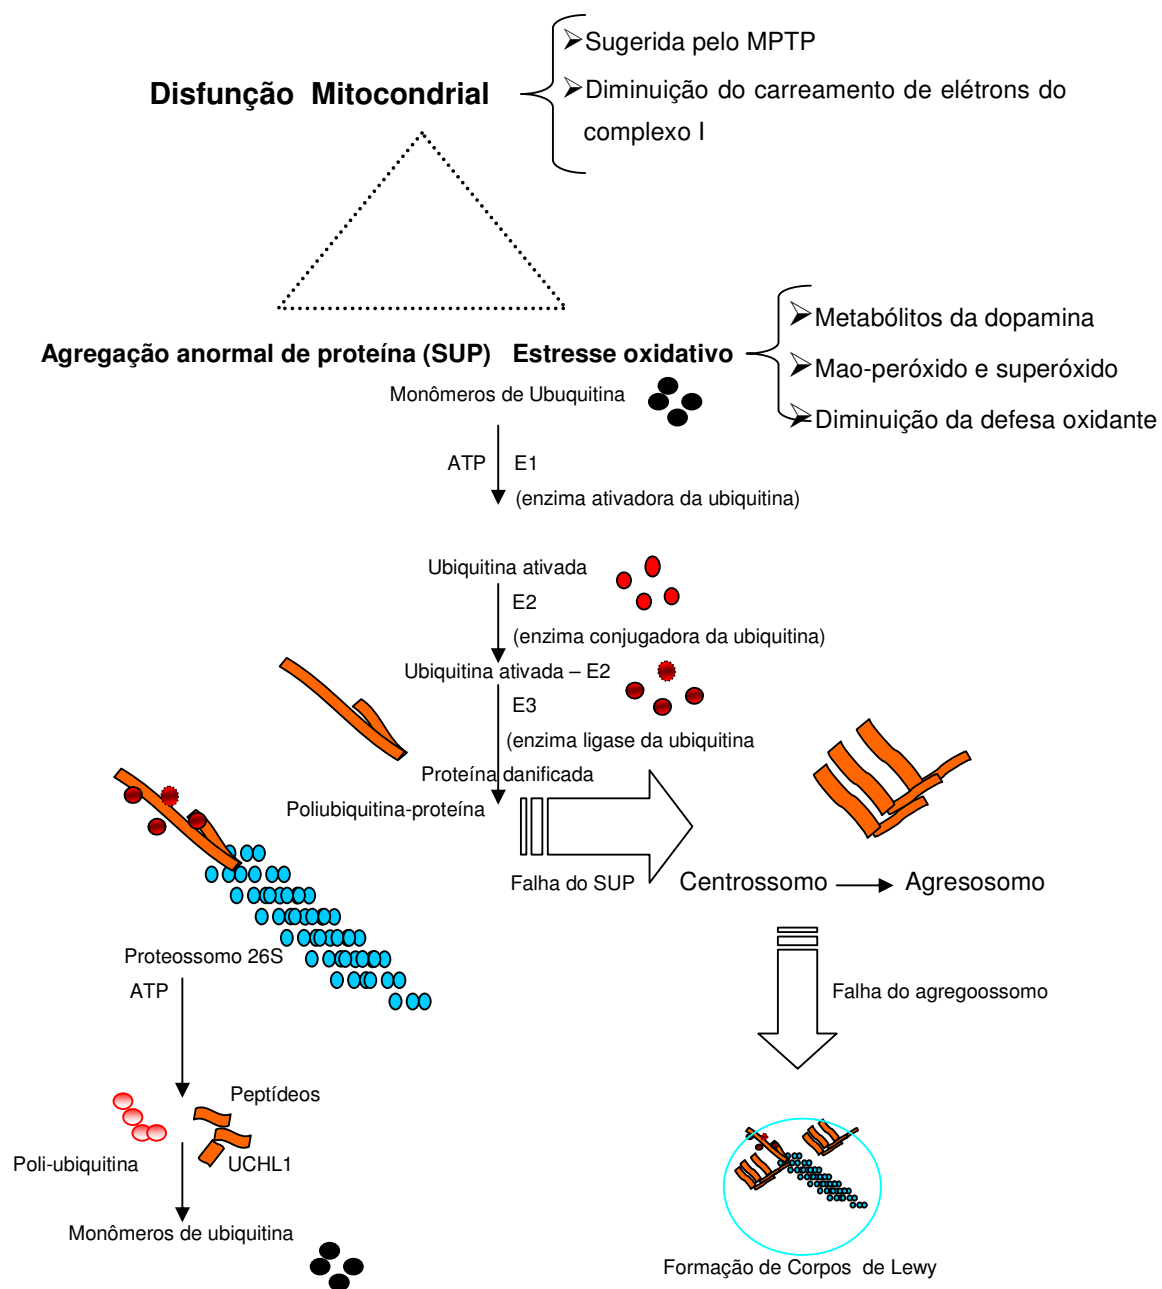 ➢Sugerida pelo MPTP
Disfunção Mitocondrial
➢Diminuição do carreamento de elétrons do
complexo I
➢Metabólitos da dopamina
Agregação anormal de proteína (SUP) Estresse oxidativo
➢Mao-peróxido e superóxido
Monômeros de Ubuquitina
➢Diminuição da defesa oxidante
ATP E1
(enzima ativadora da ubiquitina)
Ubiquitina ativada
E2
(enzima conjugadora da ubiquitina)
Ubiquitina ativada – E2
E3
(enzima ligase da ubiquitina
Proteína danificada
Poliubiquitina-proteína
Falha do SUP
Centrossomo
Agresosomo
Proteossomo 26S
ATP
Falha do agregoossomo
Peptídeos
Poli-ubiquitina
UCHL1
Monômeros de ubiquitina
Formação de Corpos de Lewy